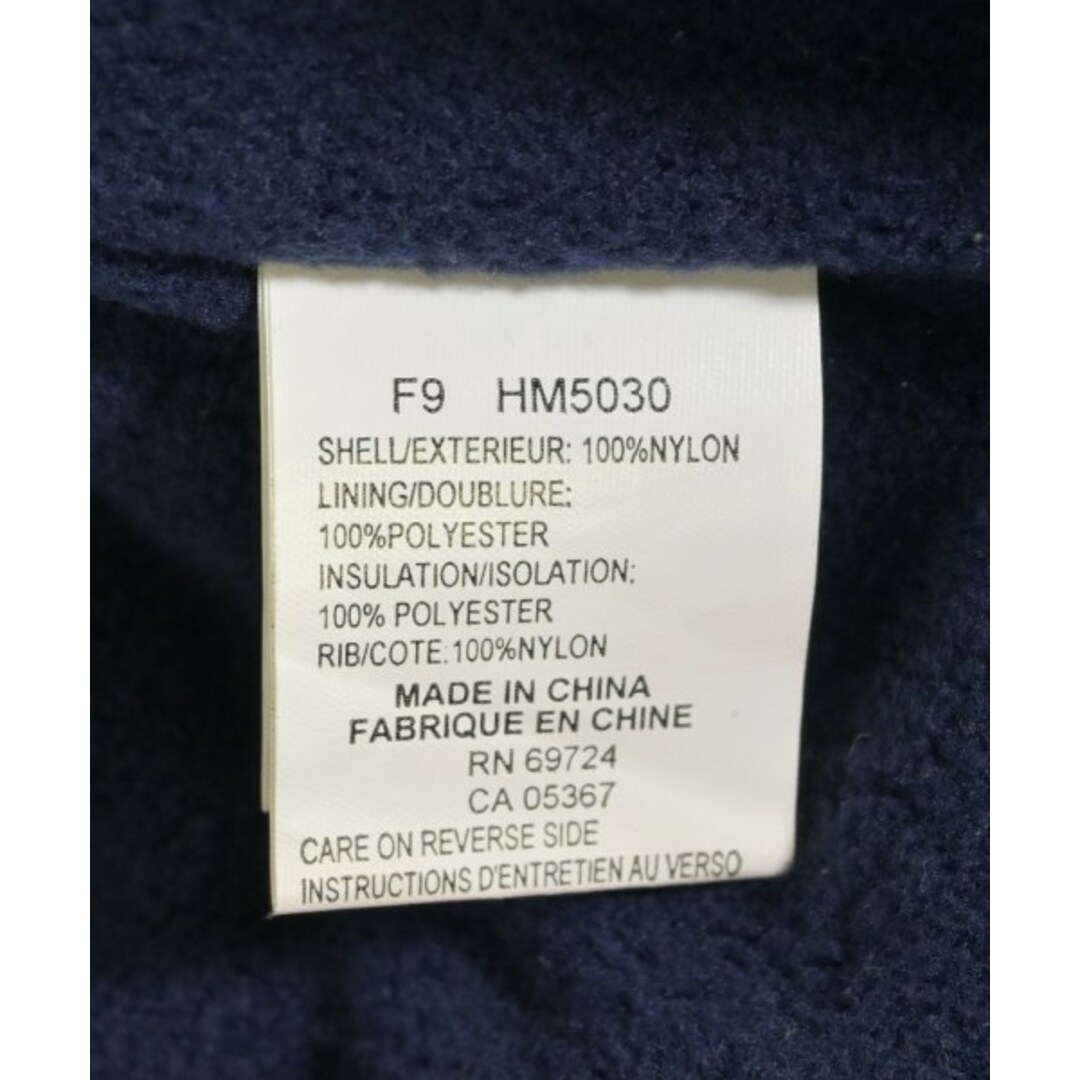 F9 HM5030
SHELL/EXTERIEUR: 100%NYLON
LINING/DOUBLURE:
100%POLYESTER
INSULATION/ISOLATION:
100% POLYESTER
RIB/COTE:100%NYLON
MADE IN CHINA
FABRIQUE EN CHINE
RN 69724
CA 05367
CARE ON REVERSE SIDE
INSTRUCTIONS D'ENTRETIEN AU VERSO